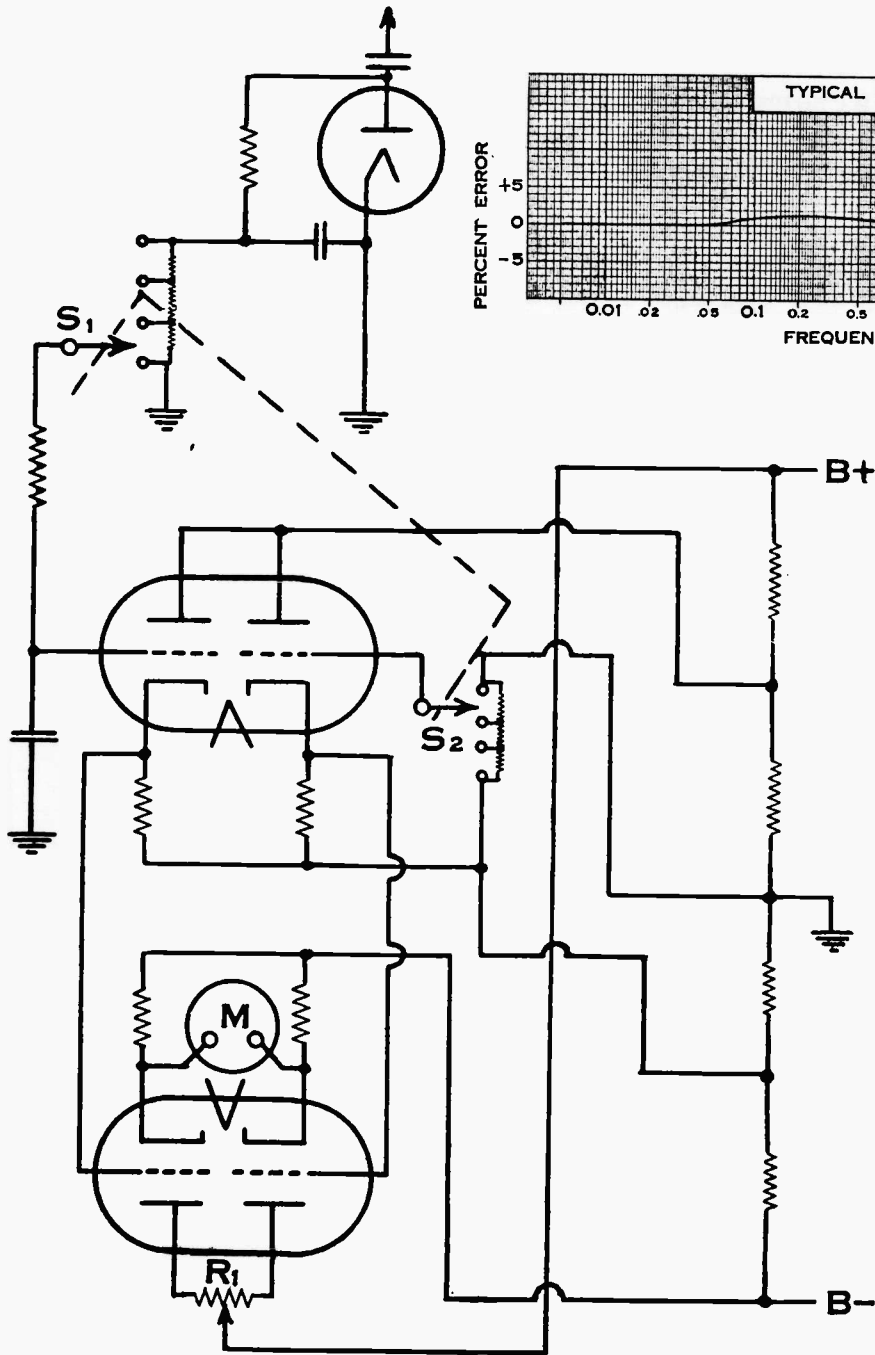 TYPICAL
PERCENT ERROR
+5
0
-5
0.01 .02 .05 0.1 0.2 0.5
FREQUEN
S1
B+
S2
M
R1
B-